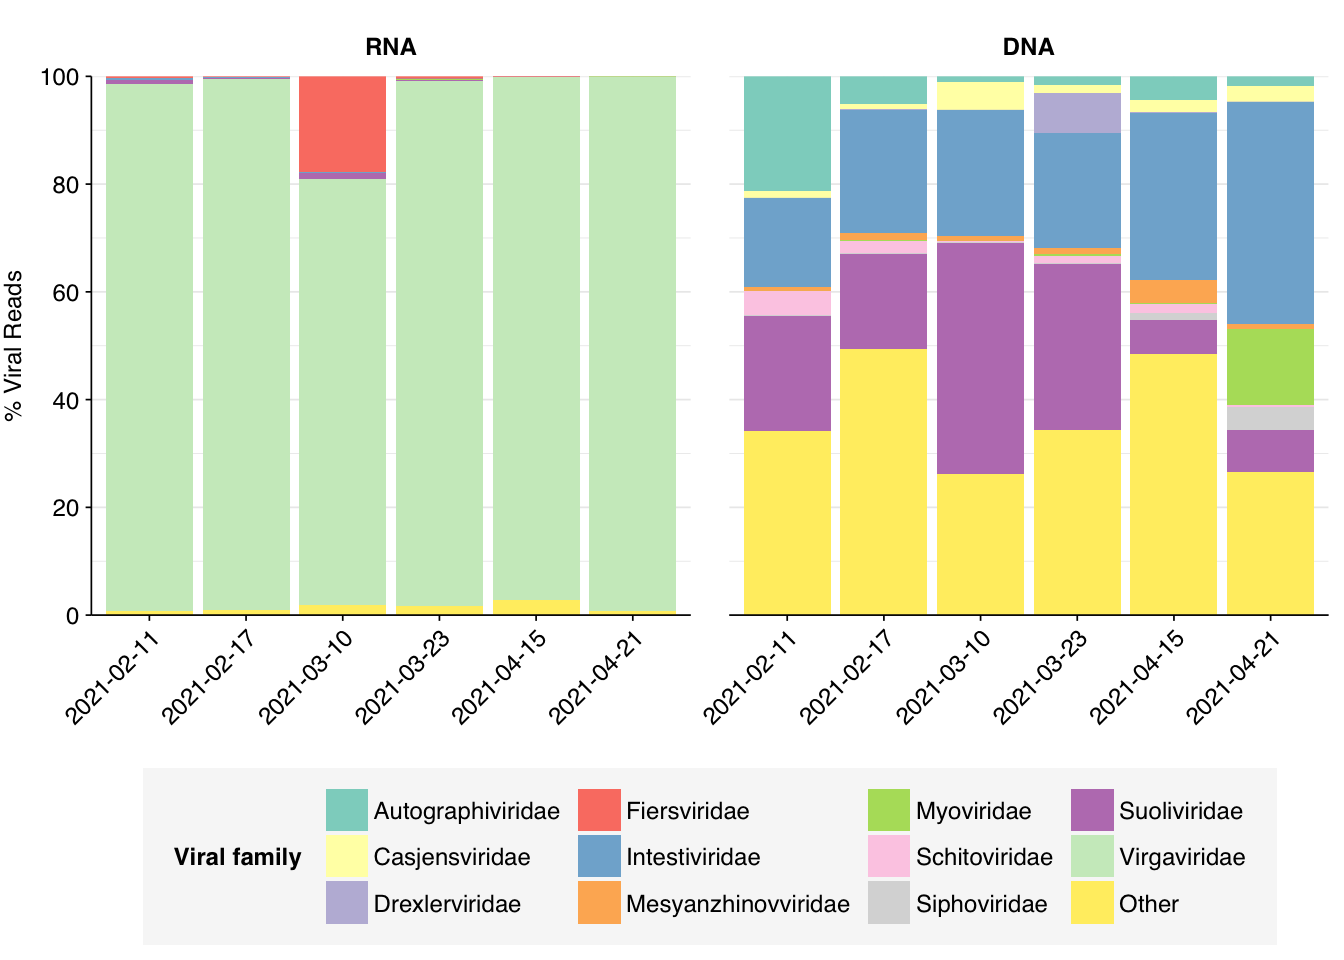 RNA
DNA
% Viral Reads
100
80
60
40
20
0
2021-02-11
2021-02-17
2021-03-10
2021-03-23
2021-04-15
2021-04-21
2021-02-11
2021-02-17
2021-03-10
2021-03-23
2021-04-15
2021-04-21
Viral family
Autographiviridae
Casjensviridae
Drexlerviridae
Fiersviridae
Intestiviridae
Mesyanzhinovviridae
Myoviridae
Schitoviridae
Siphoviridae
Suoliviridae
Virgaviridae
Other